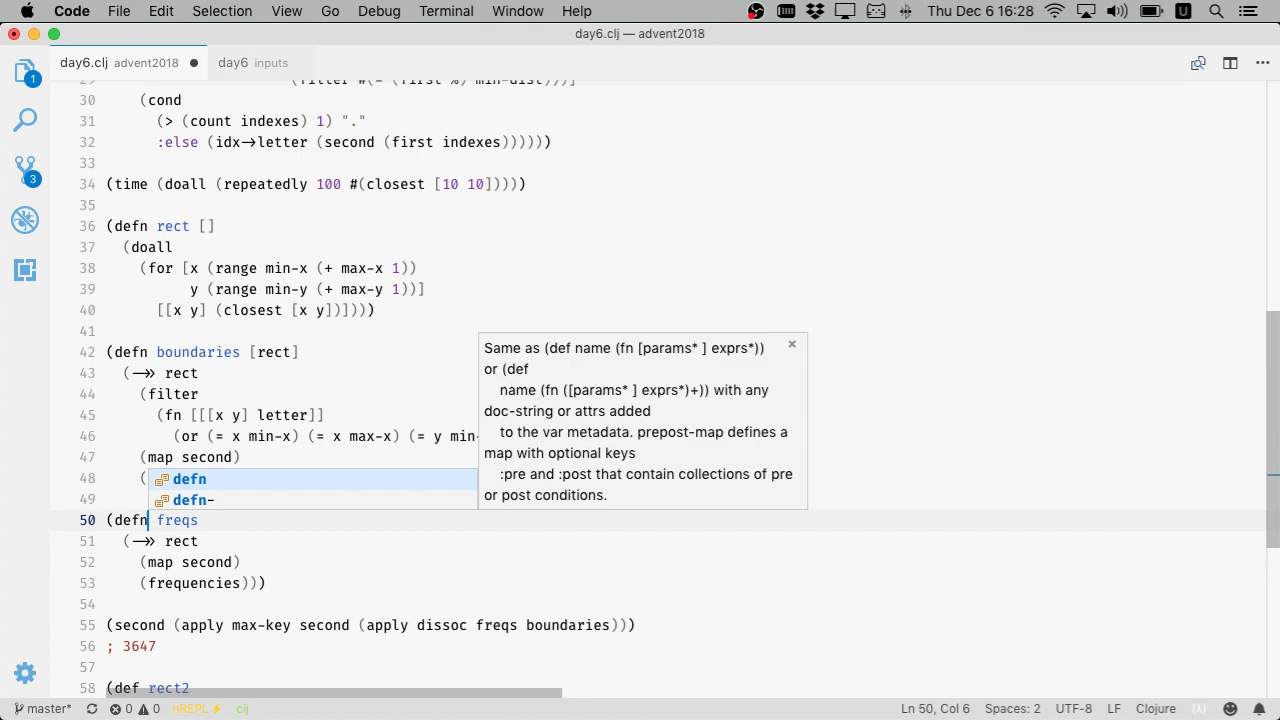 Code File Edit Selection View Go Debug Terminal Window Help Thu Dec 6 16:28 U
day6.clj — advent2018
day6.clj advent2018 day6 inputs
29 (filter #(= (first %) min-dist)))]
30 (cond
31 (> (count indexes) 1) "."
32 :else (idx->letter (second (first indexes))))))
33
34 (time (doall (repeatedly 100 #(closest [10 10]))))
35
36 (defn rect []
37 (doall
38 (for [x (range min-x (+ max-x 1))
39 y (range min-y (+ max-y 1))]
40 [[x y] (closest [x y])])))
41
42 (defn boundaries [rect]
43 (->> rect
44 (filter
45 (fn [[[x y] letter]]
46 (or (= x min-x) (= x max-x) (= y min-
47 (map second)
48 (
49
50 (defn freqs
51 (->> rect
52 (map second)
53 (frequencies)))
54
55 (second (apply max-key second (apply dissoc freqs boundaries)))
56 ; 3647
57
58 (def rect2
defn
defn-
Same as (def name (fn [params* ] exprs*))
or (def
name (fn ([params* ] exprs*)+)) with any
doc-string or attrs added
to the var metadata. prepost-map defines a
map with optional keys
:pre and :post that contain collections of pre
or post conditions.
1
3
master* 0 0 nREPL clj Ln 50, Col 6 Spaces: 2 UTF-8 LF Clojure (λ)